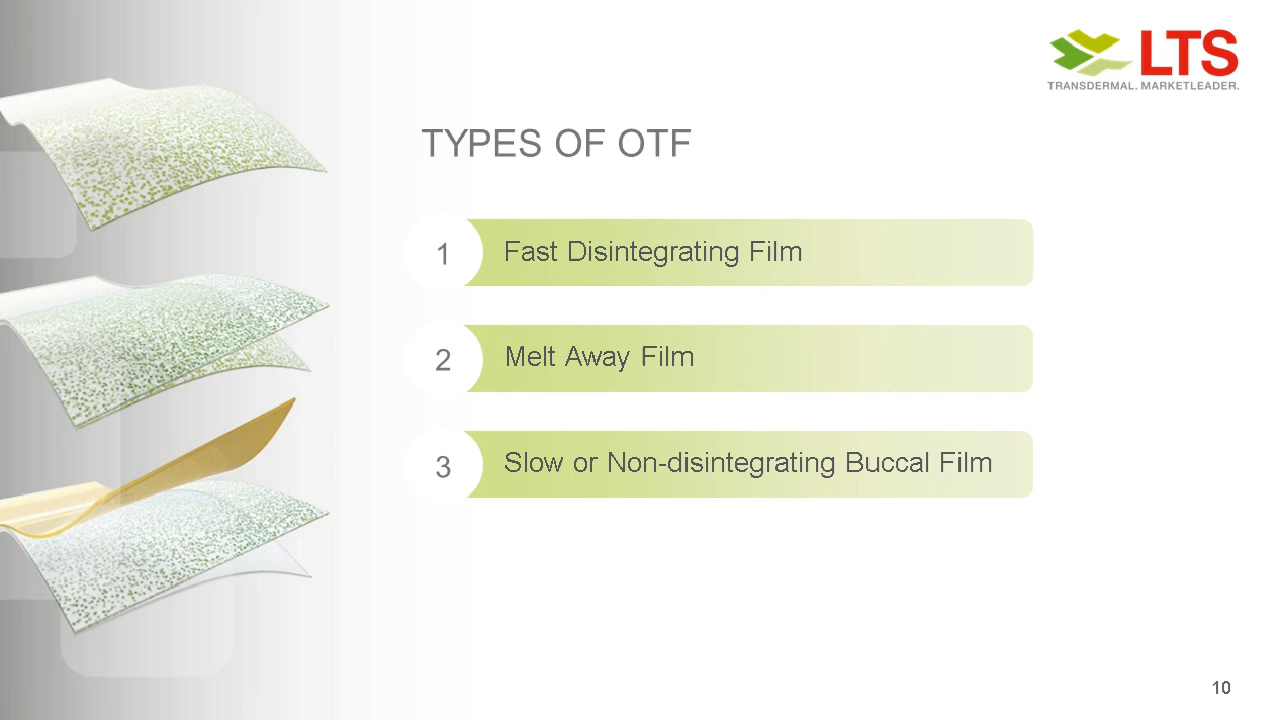 LTS
TRANSDERMAL. MARKETLEADER.
TYPES OF OTF
1 Fast Disintegrating Film
2 Melt Away Film
3 Slow or Non-disintegrating Buccal Film
10